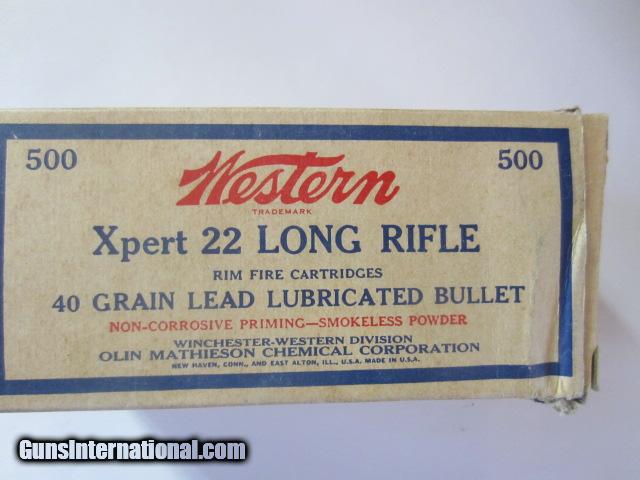 500 Western 500
TRADEMARK
Xpert 22 LONG RIFLE
RIM FIRE CARTRIDGES
40 GRAIN LEAD LUBRICATED BULLET
NON-CORROSIVE PRIMING—SMOKELESS POWDER
WINCHESTER-WESTERN DIVISION
OLIN MATHIESON CHEMICAL CORPORATION
NEW HAVEN, CONN., AND EAST ALTON, ILL., U.S.A. MADE IN U.S.A.
GunsInternational.com